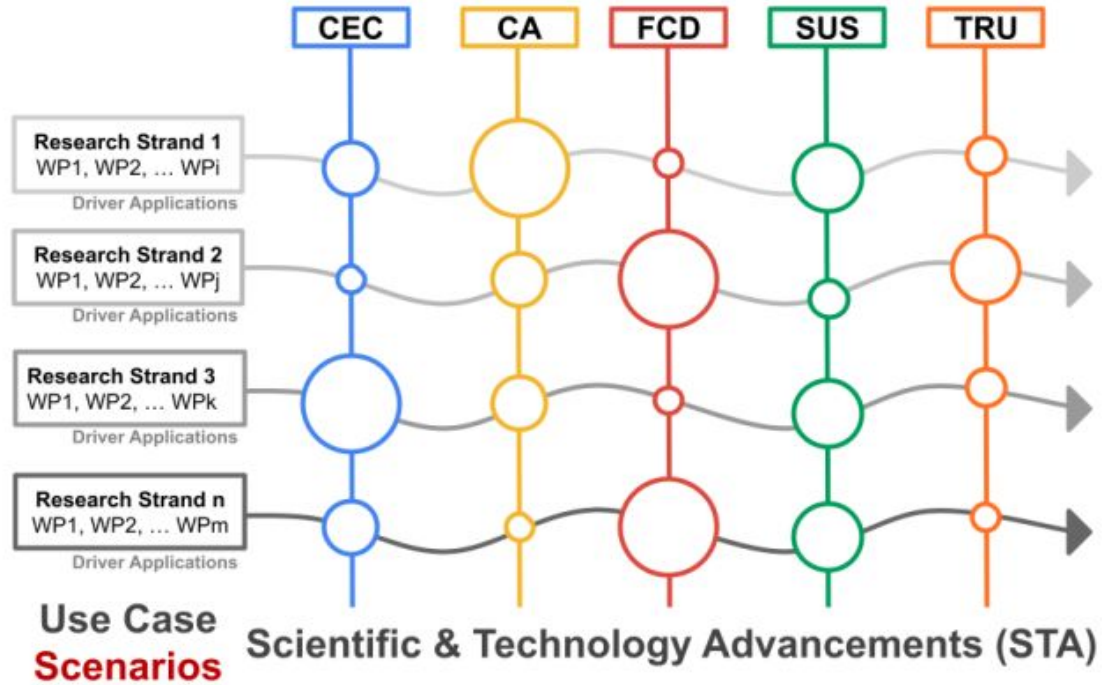 CEC
CA
FCD
SUS
TRU
Research Strand 1
WP1, WP2, … WPi
Driver Applications
Research Strand 2
WP1, WP2, … WPj
Driver Applications
Research Strand 3
WP1, WP2, … WPk
Driver Applications
Research Strand n
WP1, WP2, … WPm
Driver Applications
Use Case
Scenarios
Scientific & Technology Advancements (STA)